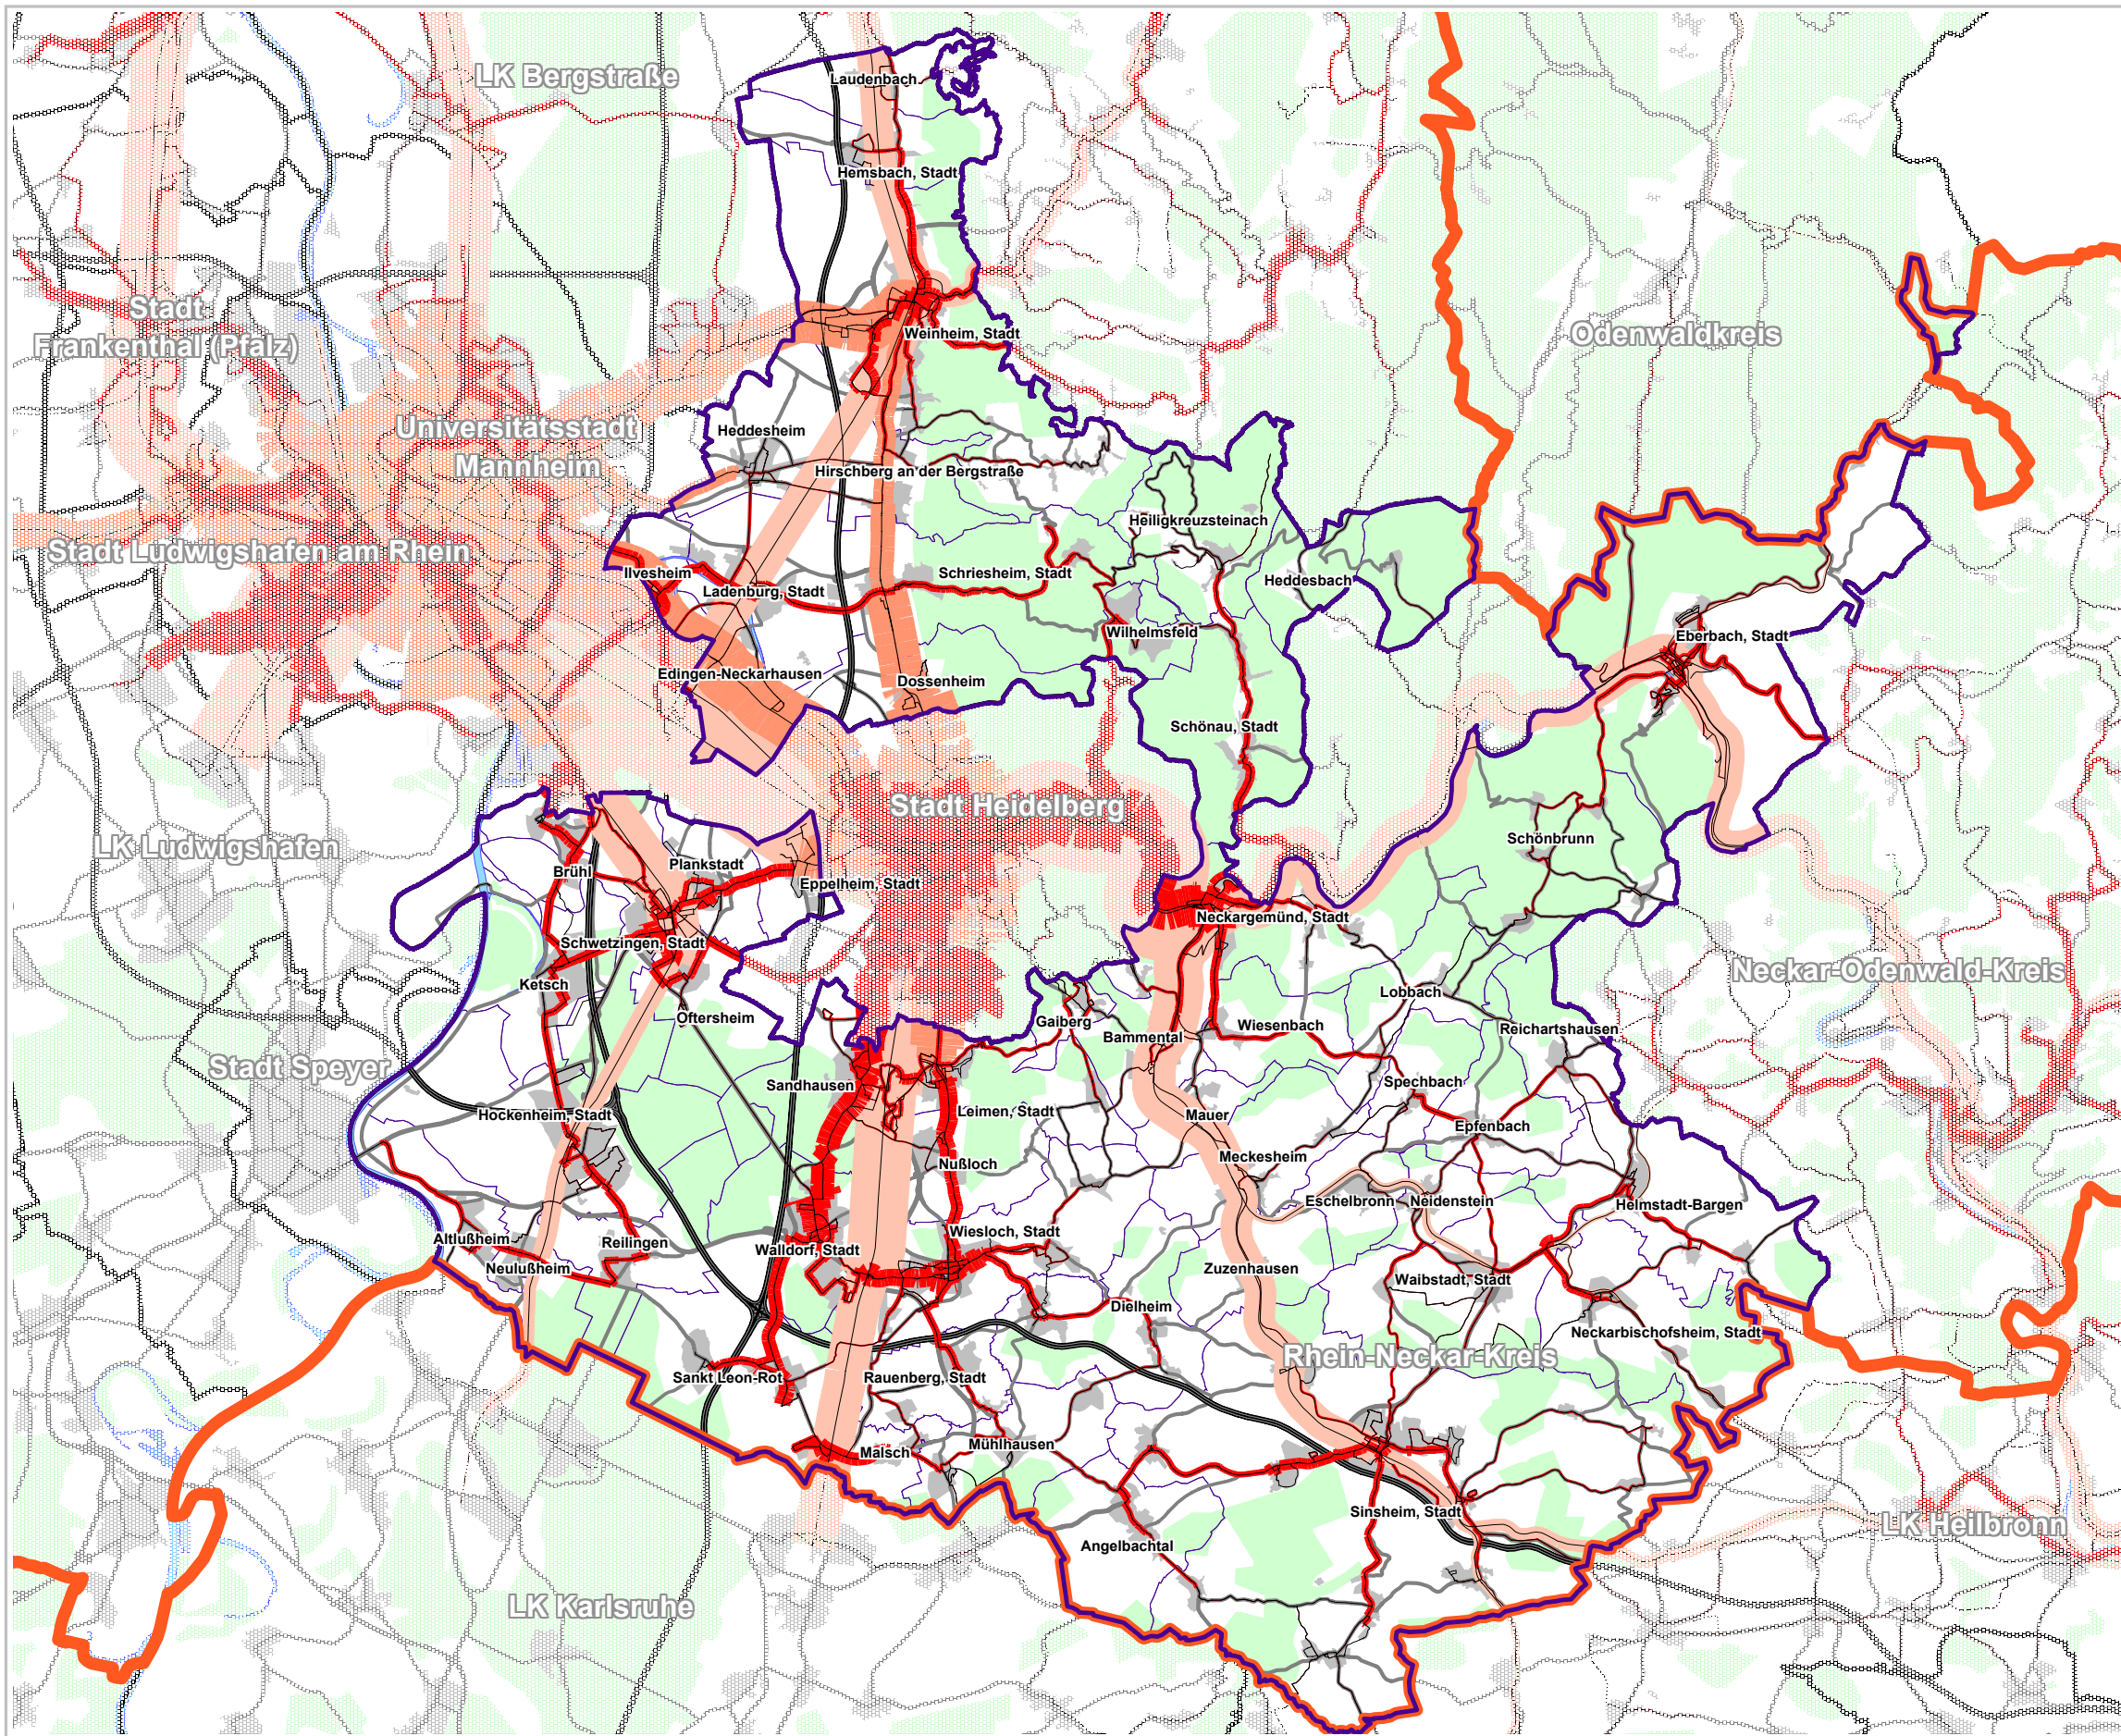 LK Bergstraße
Laudenbach
Hemsbach, Stadt
Stadt
Frankenthal (Pfalz)
Weinheim, Stadt
Odenwaldkreis
Universitätsstadt
Mannheim
Heddesheim
Hirschberg an der Bergstraße
Heiligkreuzsteinach
Stadt Ludwigshafen am Rhein
Ilvesheim
Schriesheim, Stadt
Heddesbach
Ladenburg, Stadt
Wilhelmsfeld
Eberbach, Stadt
Edingen-Neckarhausen
Dossenheim
Schönau, Stadt
Stadt Heidelberg
LK Ludwigshafen
Schönbrunn
Plankstadt
Brühl
Eppelheim, Stadt
Neckargemünd, Stadt
Schwetzingen, Stadt
Neckar-Odenwald-Kreis
Ketsch
Lobbach
Oftersheim
Gaiberg
Wiesenbach
Reichartshausen
Bammental
Stadt Speyer
Sandhausen
Spechbach
Hockenheim, Stadt
Leimen, Stadt
Mauer
Epfenbach
Nußloch
Meckesheim
Eschelbronn
Neidenstein
Helmstadt-Bargen
Altlußheim
Reilingen
Walldorf, Stadt
Wiesloch, Stadt
Neulußheim
Zuzenhausen
Waibstadt, Stadt
Dielheim
Neckarbischofsheim, Stadt
Rhein-Neckar-Kreis
Sankt Leon-Rot
Rauenberg, Stadt
Malsch
Mühlhausen
Sinsheim, Stadt
LK Heilbronn
Angelbachtal
LK Karlsruhe